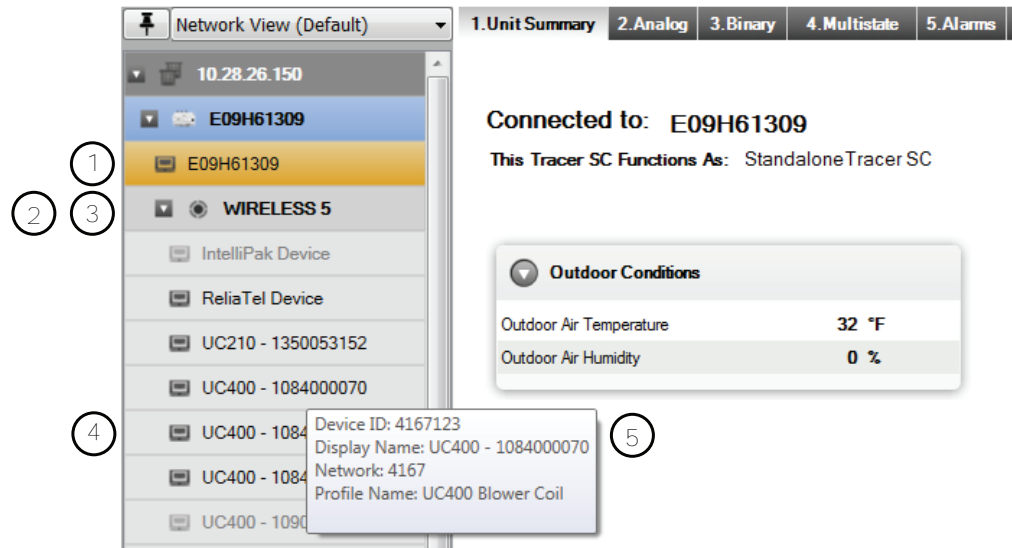 Network View (Default)
1.Unit Summary 2.Analog 3.Binary 4.Multistate 5.Alarms
10.28.26.150
E09H61309
1 E09H61309
2 3 WIRELESS 5
IntelliPak Device
ReliaTel Device
UC210 - 1350053152
UC400 - 1084000070
4 UC400 - 1084
UC400 - 1084
UC400 - 1090
Connected to: E09H61309
This Tracer SC Functions As: Standalone Tracer SC
Outdoor Conditions
Outdoor Air Temperature 32 °F
Outdoor Air Humidity 0 %
Device ID: 4167123
Display Name: UC400 - 1084000070
Network: 4167
Profile Name: UC400 Blower Coil
5